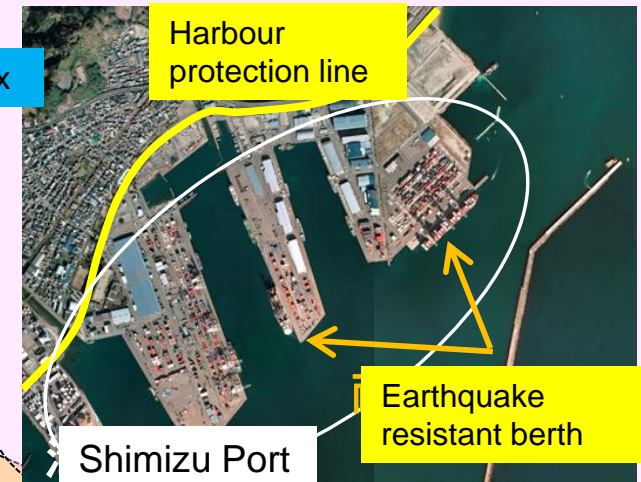 Harbour
protection line
x
Earthquake
resistant berth
Shimizu Port